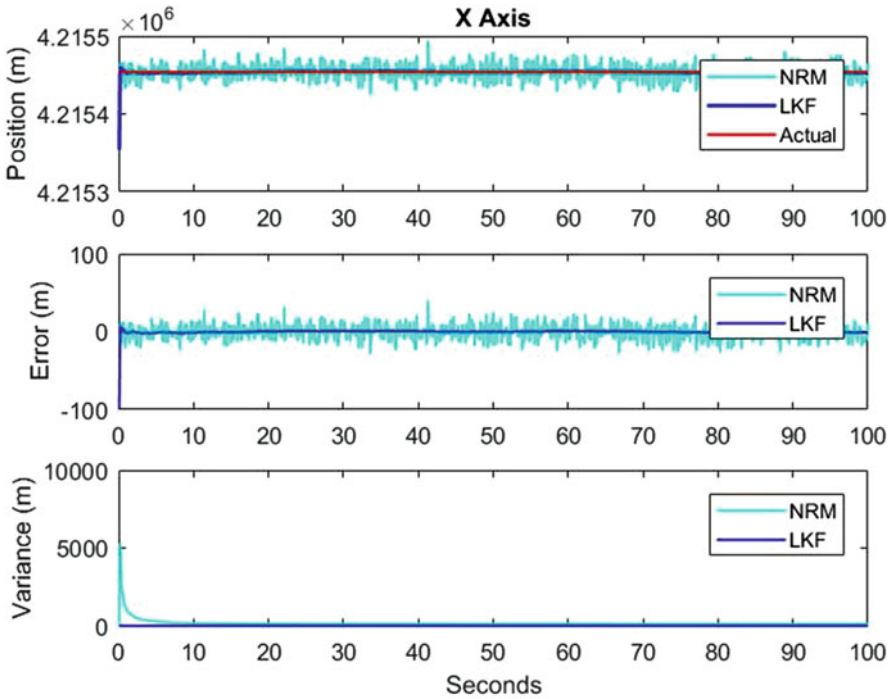 X Axis
× 10⁶
4.2155
4.2154
4.2153
Position (m)
NRM
LKF
Actual
0 10 20 30 40 50 60 70 80 90 100
100
0
-100
Error (m)
NRM
LKF
0 10 20 30 40 50 60 70 80 90 100
10000
5000
0
Variance (m)
NRM
LKF
0 10 20 30 40 50 60 70 80 90 100
Seconds